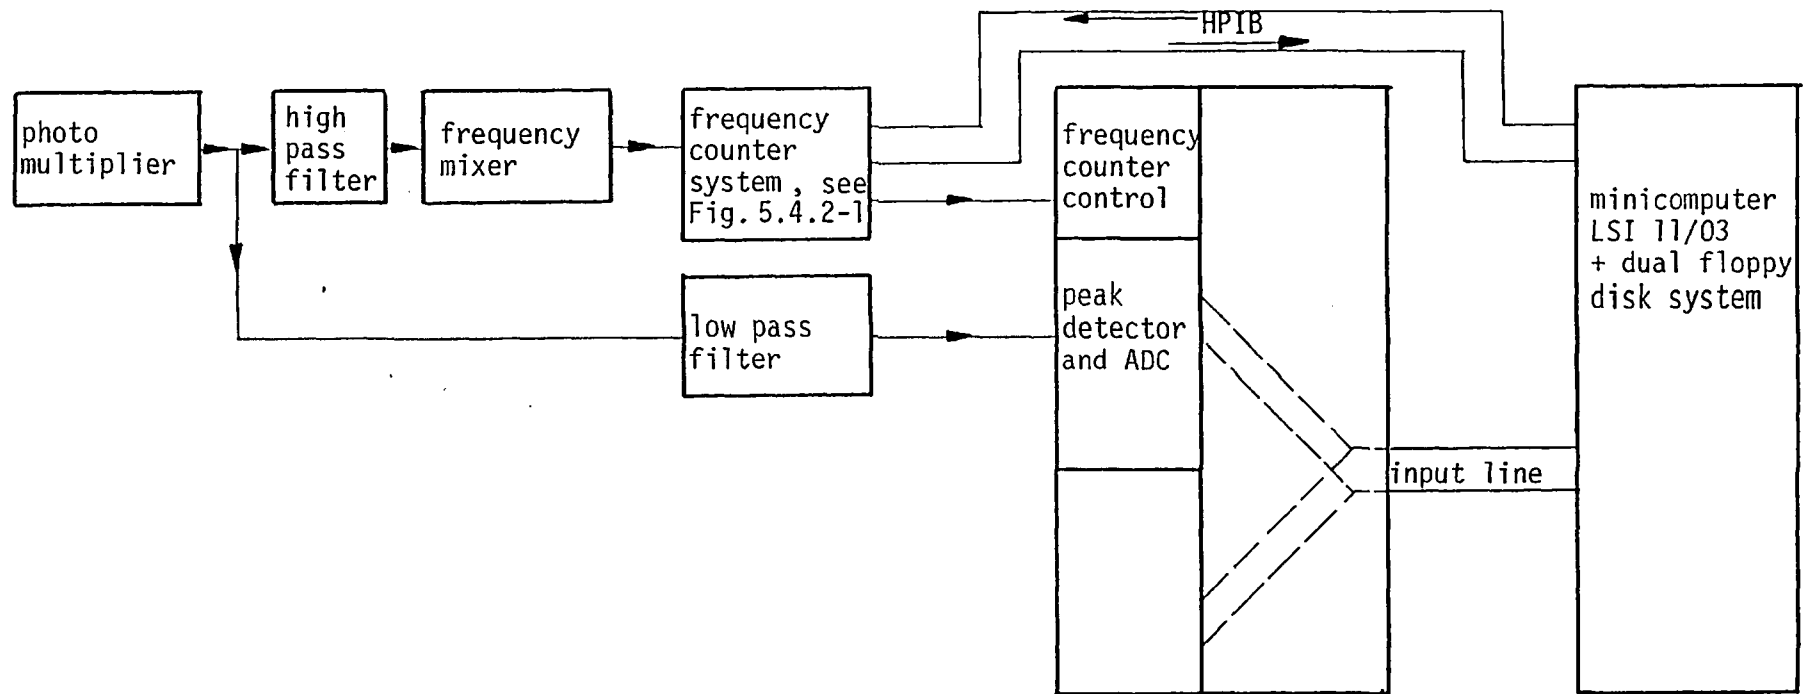 HPIB
photo
multiplier
high
pass
filter
frequency
mixer
frequency
counter
system, see
Fig. 5.4.2-1
frequency
counter
control
minicomputer
LSI 11/03
+ dual floppy
disk system
low pass
filter
peak
detector
and ADC
input line